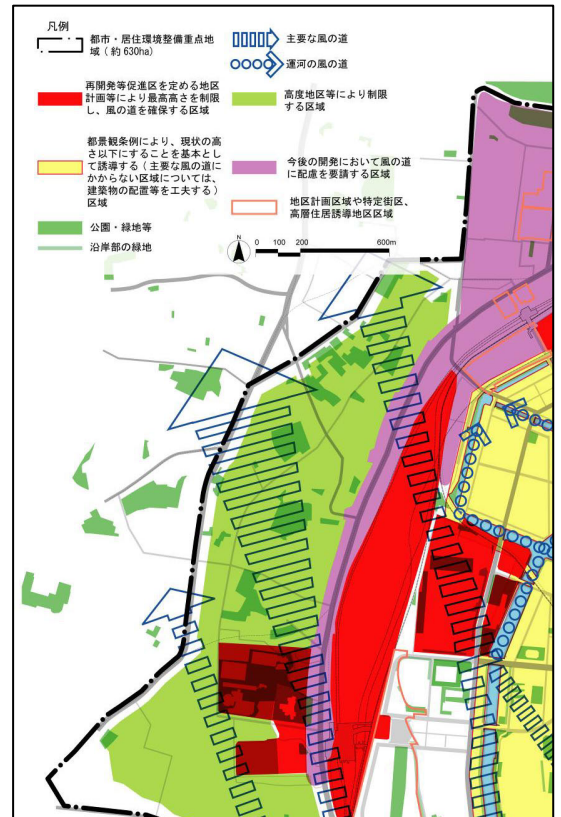 凡例
都市・居住環境整備重点地
域（約630ha）
主要な風の道
運河の風の道
再開発等促進区を定める地区
計画等により最高高さを制限
し、風の道を確保する区域
高度地区等により制限
する区域
都景観条例により、現状の高
さ以下にすることを基本とし
て誘導する（主要な風の道に
かからない区域については、
建築物の配置等を工夫する）
区域
今後の開発において風の道
に配慮を要請する区域
地区計画区域や特定街区、
高層住居誘導地区区域
公園・緑地等
沿岸部の緑地
N
0 100 200 600m